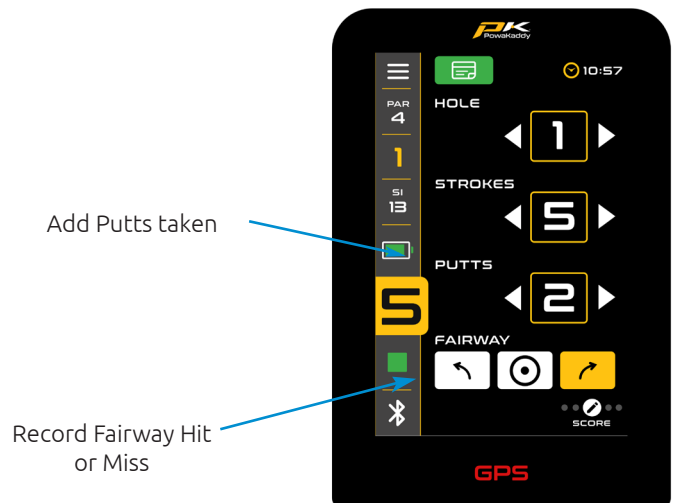 PK
PowaKaddy
10:57
PAR
4
HOLE
1
1
SI
13
STROKES
5
Add Putts taken
PUTTS
2
S
FAIRWAY
Record Fairway Hit
or Miss
SCORE
GPS